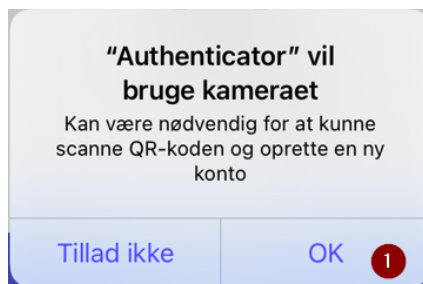 “Authenticator” vil
bruge kameraet
Kan være nødvendig for at kunne
scanne QR-koden og oprette en ny
konto
Tillad ikke
OK
1